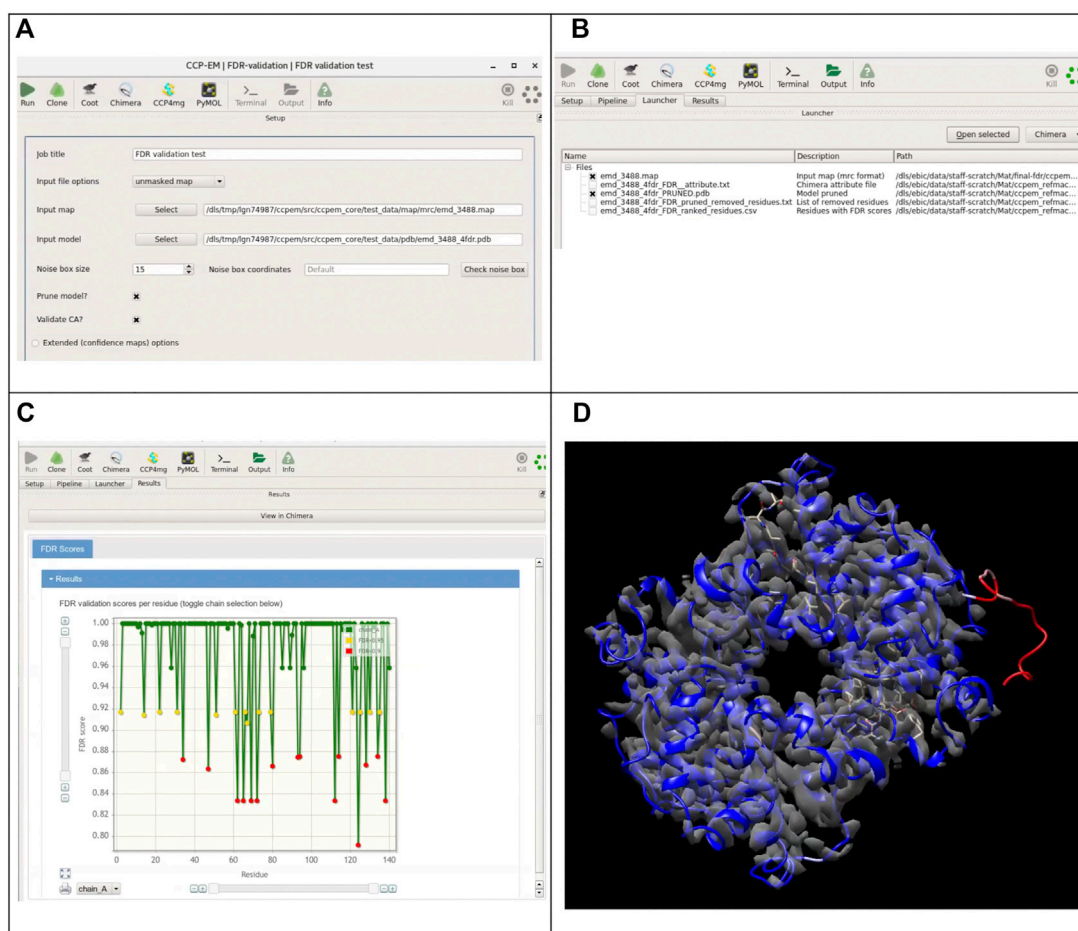 A
CCP-EM | FDR-validation | FDR validation test
Run Clone Coot Chimera CCP4mg PyMOL Terminal Output Info Kill
Setup
Job title FDR validation test
Input file options unmasked map
Input map Select /dls/tmp/lgn74987/ccpem/src/ccpem_core/test_data/map/mrc/emd_3488.map
Input model Select /dls/tmp/lgn74987/ccpem/src/ccpem_core/test_data/pdb/emd_3488_4fdr.pdb
Noise box size 15 Noise box coordinates Default Check noise box
Prune model?
Validate CA?
Extended (confidence maps) options
B
Run Clone Coot Chimera CCP4mg PyMOL Terminal Output Info Kill
Setup Pipeline Launcher Results
Launcher
Open selected Chimera
Name Description Path
Files
emd_3488.map Input map (mrc format) /dls/ebic/data/staff-scratch/Mat/final-fdr/ccpem...
emd_3488_4fdr_FDR__attribute.txt Chimera attribute file /dls/ebic/data/staff-scratch/Mat/ccpem_refmac...
emd_3488_4fdr_PRUNED.pdb Model pruned /dls/ebic/data/staff-scratch/Mat/ccpem_refmac...
emd_3488_4fdr_FDR_pruned_removed_residues.txt List of removed residues /dls/ebic/data/staff-scratch/Mat/ccpem_refmac...
emd_3488_4fdr_FDR_ranked_residues.csv Residues with FDR scores /dls/ebic/data/staff-scratch/Mat/ccpem_refmac...
C
Run Clone Coot Chimera CCP4mg PyMOL Terminal Output Info Kill
Setup Pipeline Launcher Results
Results
View in Chimera
FDR Scores
Results
FDR validation scores per residue (toggle chain selection below)
1.00
0.96
0.92
0.88
0.84
0.80
FDR score
chain_A
0 20 40 60 80 100 120 140
Residue
chain_A
D